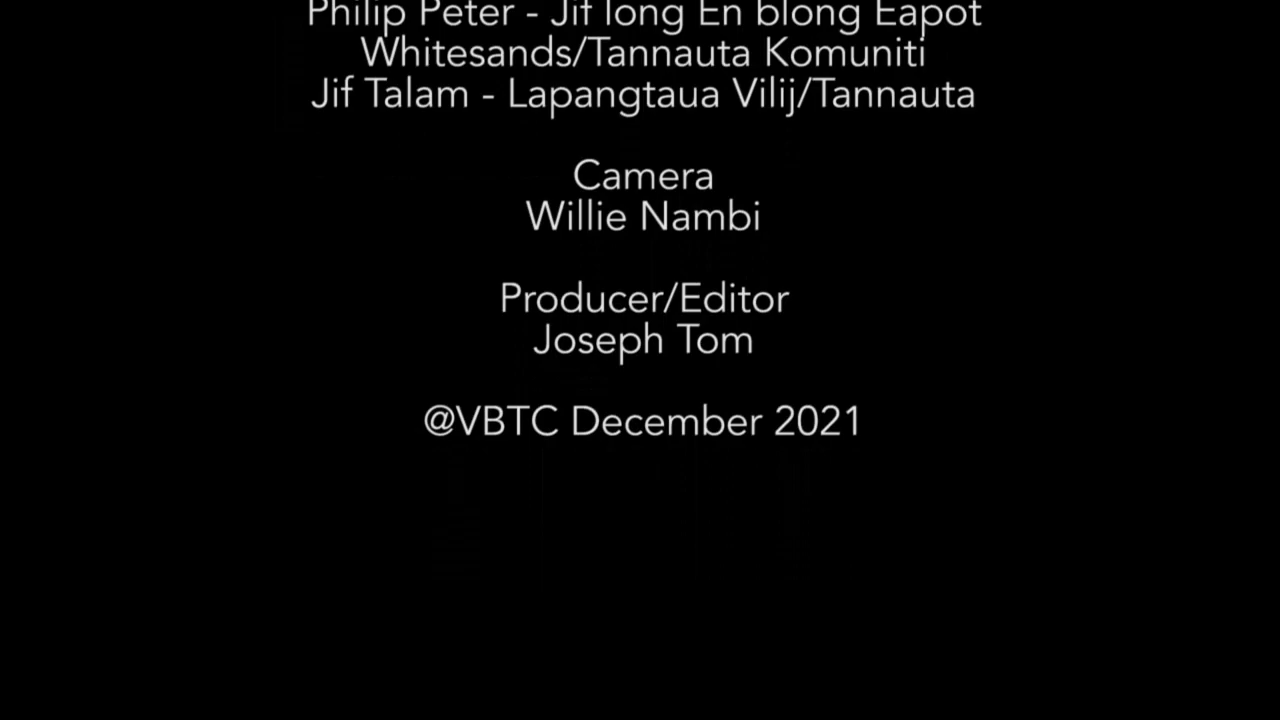 Philip Peter - Jif long En blong Eapot
Whitesands/Tannauta Komuniti
Jif Talam - Lapangtaua Vilij/Tannauta
Camera
Willie Nambi
Producer/Editor
Joseph Tom
@VBTC December 2021